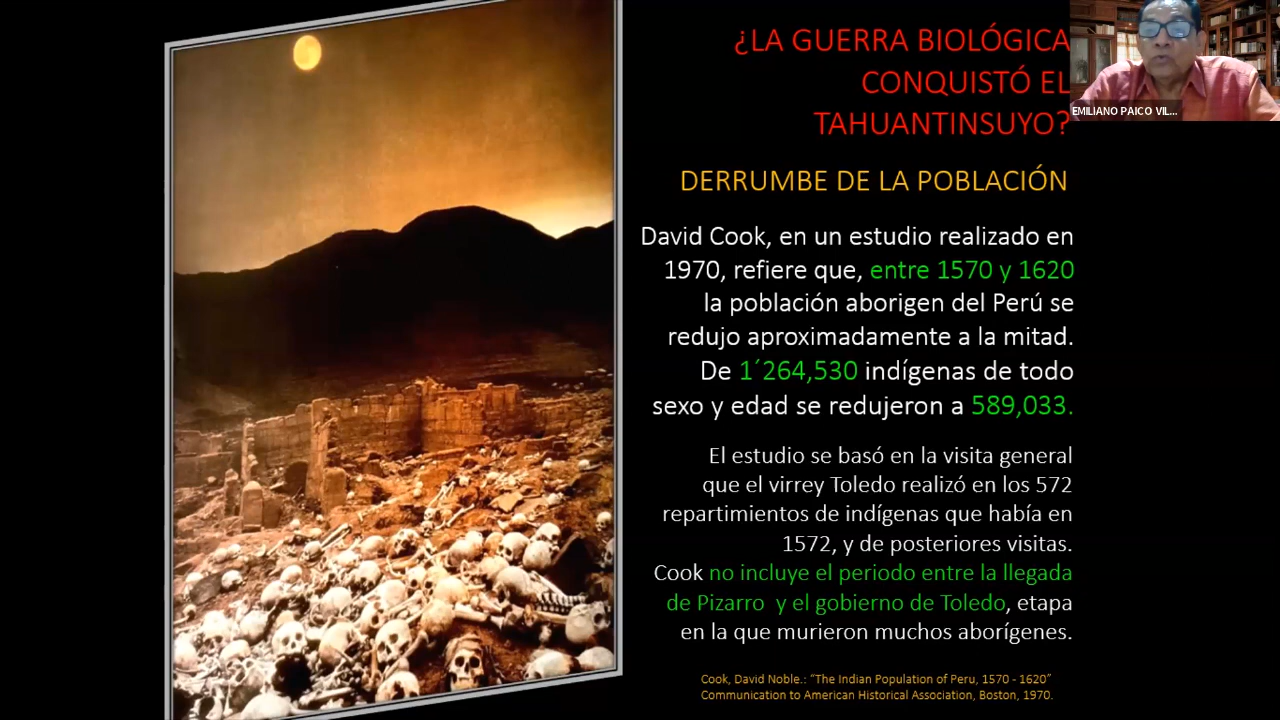 ¿LA GUERRA BIOLÓGICA
CONQUISTÓ EL
TAHUANTINSUYO?
EMILIANO PAICO VIL...
DERRUMBE DE LA POBLACIÓN
David Cook, en un estudio realizado en
1970, refiere que, entre 1570 y 1620
la población aborigen del Perú se
redujo aproximadamente a la mitad.
De 1´264,530 indígenas de todo
sexo y edad se redujeron a 589,033.
El estudio se basó en la visita general
que el virrey Toledo realizó en los 572
repartimientos de indígenas que había en
1572, y de posteriores visitas.
Cook no incluye el periodo entre la llegada
de Pizarro y el gobierno de Toledo, etapa
en la que murieron muchos aborígenes.
Cook, David Noble.: “The Indian Population of Peru, 1570 - 1620”
Communication to American Historical Association, Boston, 1970.